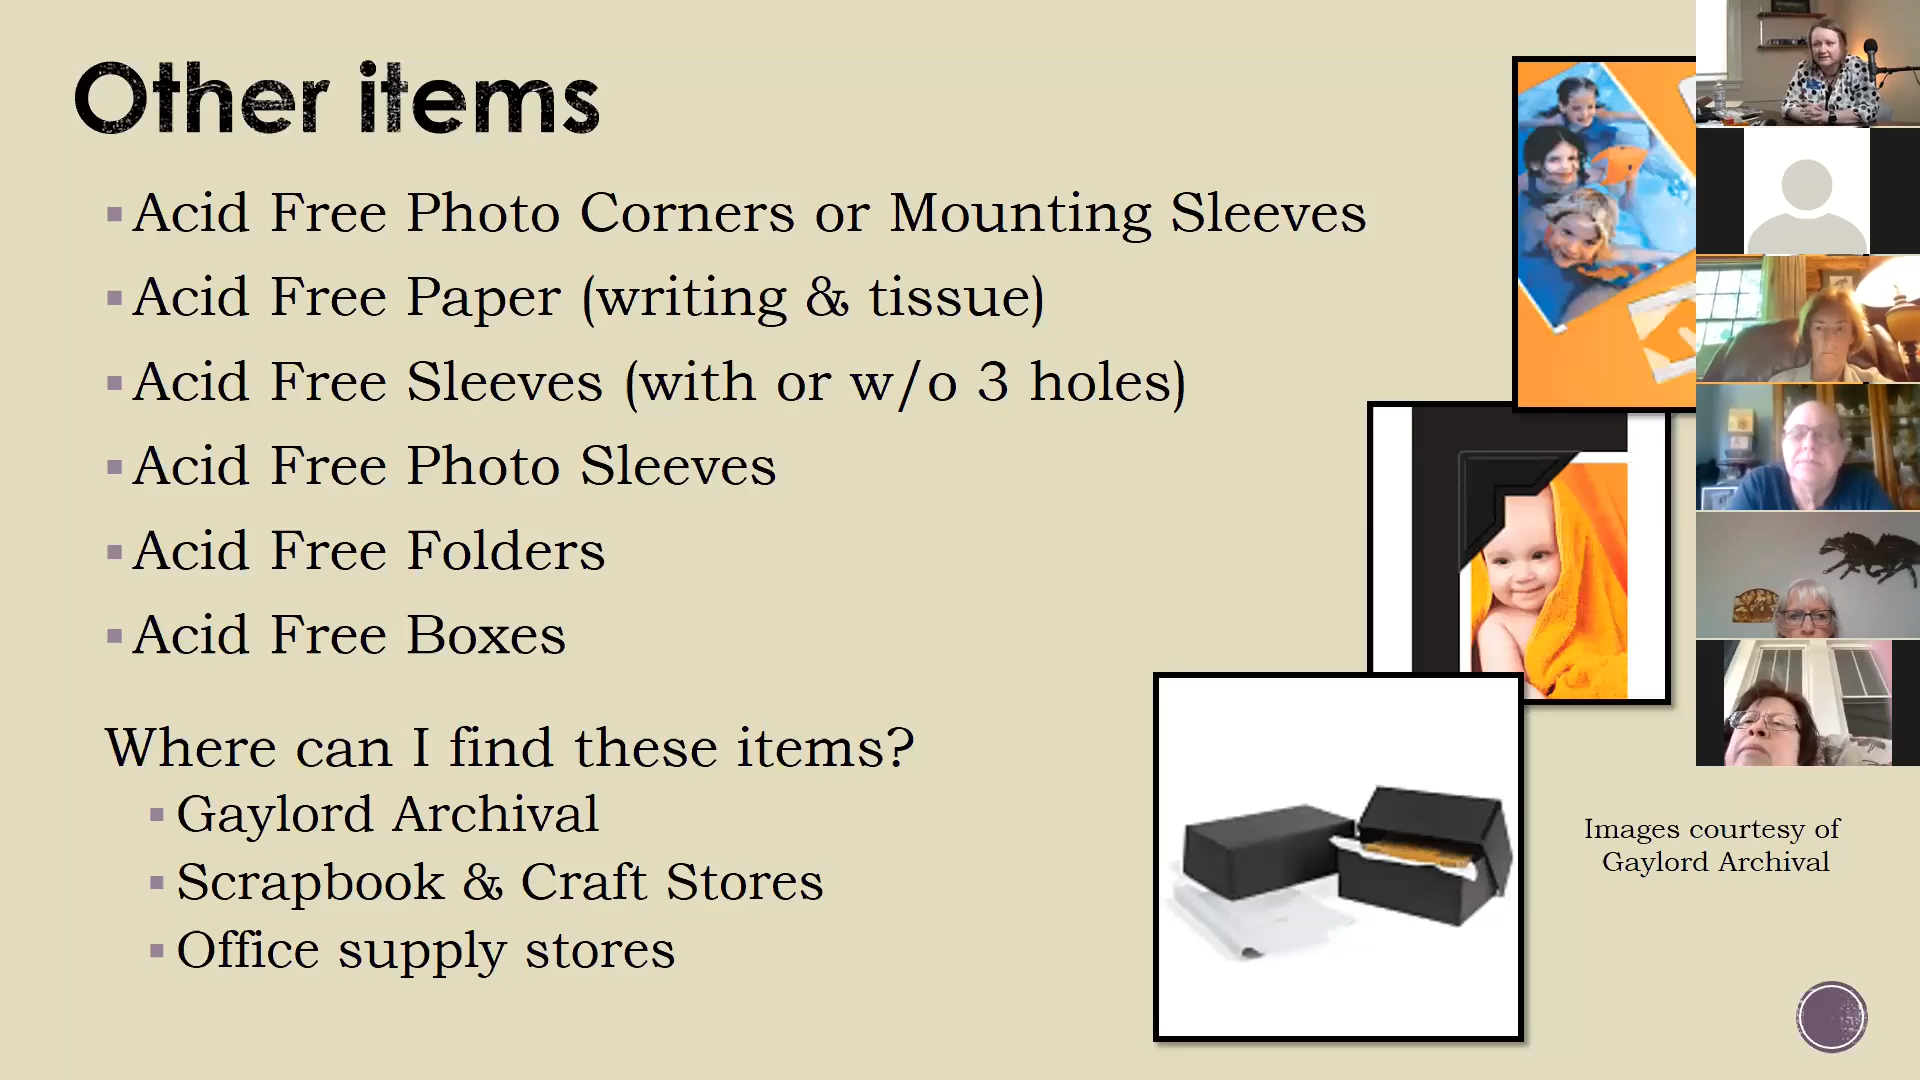 Other items
Acid Free Photo Corners or Mounting Sleeves
Acid Free Paper (writing & tissue)
Acid Free Sleeves (with or w/o 3 holes)
Acid Free Photo Sleeves
Acid Free Folders
Acid Free Boxes
Where can I find these items?
Gaylord Archival
Scrapbook & Craft Stores
Office supply stores
Images courtesy of
Gaylord Archival